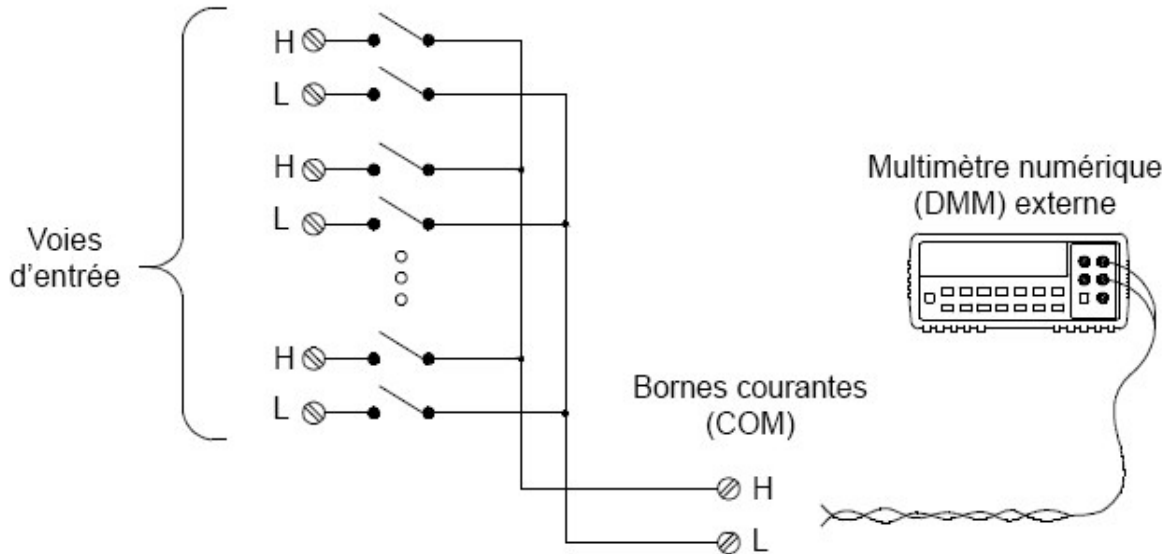 H
L
H
L
Voies
d'entrée
H
L
Multimètre numérique
(DMM) externe
Bornes courantes
(COM)
H
L